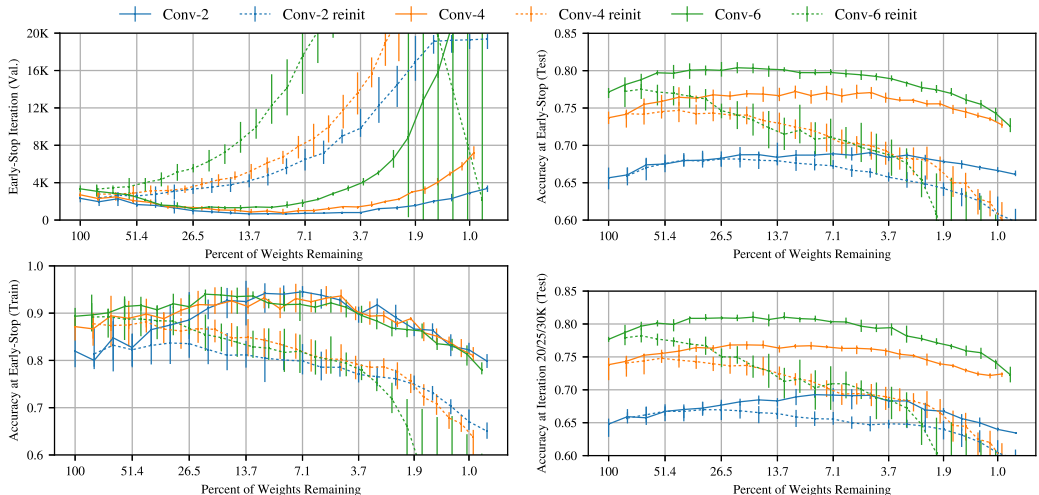 Conv-2 Conv-2 reinit Conv-4 Conv-4 reinit Conv-6 Conv-6 reinit
Early-Stop Iteration (Val.)
20K
16K
12K
8K
4K
0
100 51.4 26.5 13.7 7.1 3.7 1.9 1.0
Percent of Weights Remaining
Accuracy at Early-Stop (Test)
0.85
0.80
0.75
0.70
0.65
0.60
100 51.4 26.5 13.7 7.1 3.7 1.9 1.0
Percent of Weights Remaining
Accuracy at Early-Stop (Train)
1.0
0.9
0.8
0.7
0.6
100 51.4 26.5 13.7 7.1 3.7 1.9 1.0
Percent of Weights Remaining
Accuracy at Iteration 20/25/30K (Test)
0.85
0.80
0.75
0.70
0.65
0.60
100 51.4 26.5 13.7 7.1 3.7 1.9 1.0
Percent of Weights Remaining